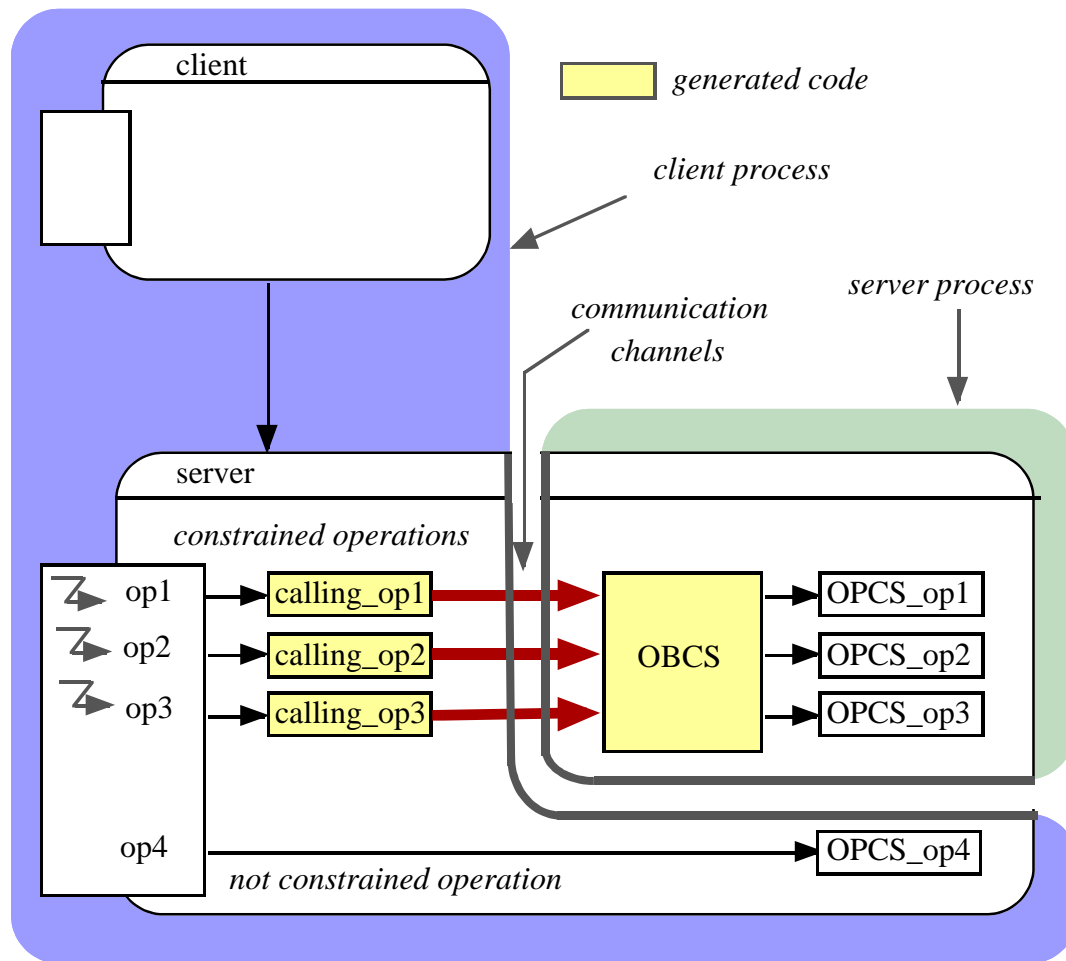 client
generated code
client process
server process
communication
channels
server
constrained operations
op1
calling_op1
OPCS_op1
op2
calling_op2
OBCS
OPCS_op2
op3
calling_op3
OPCS_op3
op4
OPCS_op4
not constrained operation